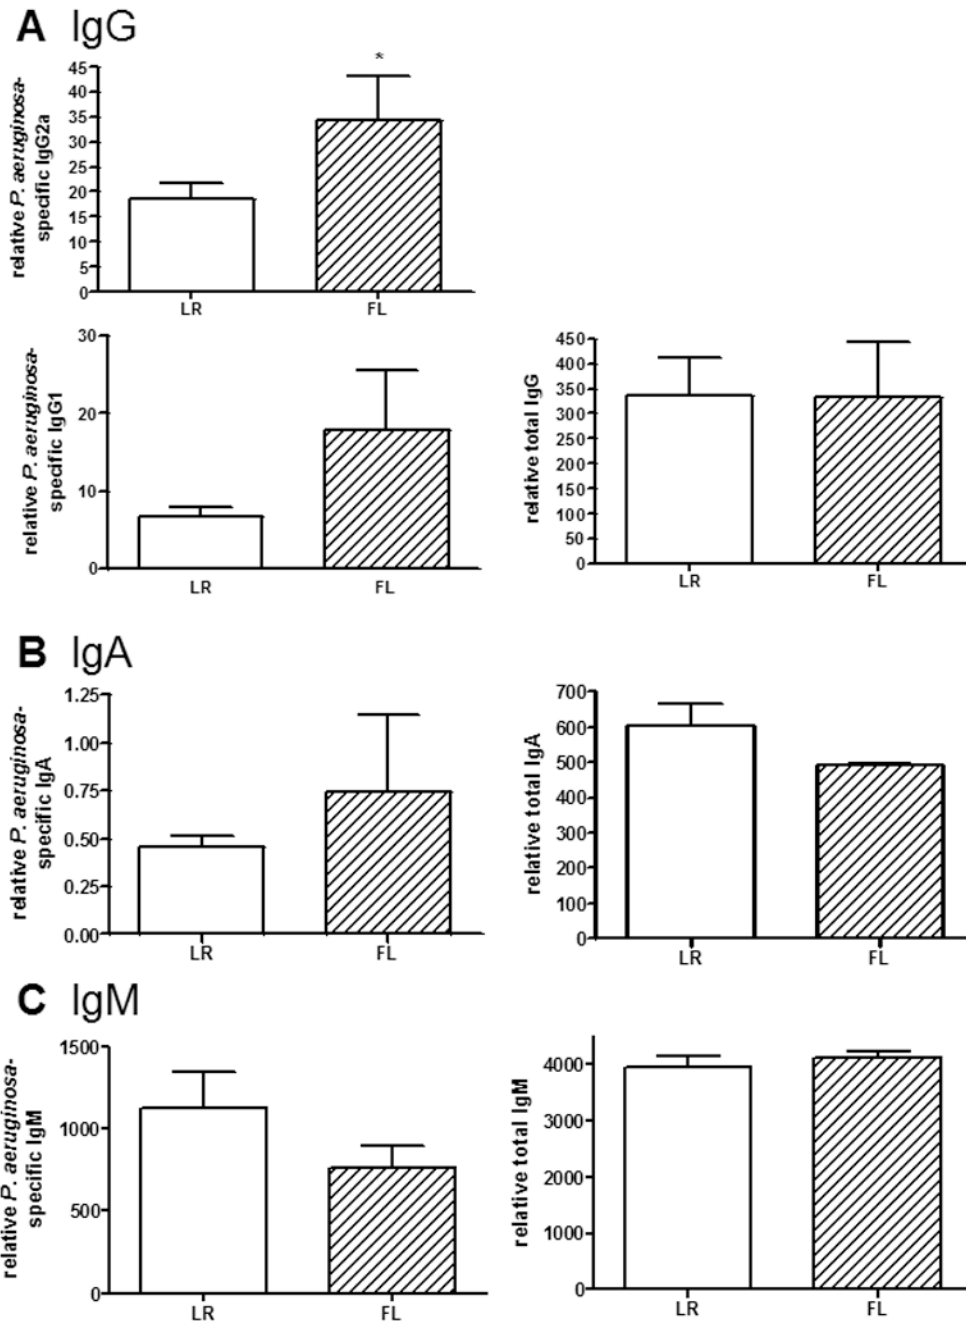 A IgG
relative P. aeruginosa-
specific IgG2a
45
40
35
30
25
20
15
10
5
0
*
LR FL
relative P. aeruginosa-
specific IgG1
30
20
10
0
LR FL
relative total IgG
450
400
350
300
250
200
150
100
50
0
LR FL
B IgA
relative P. aeruginosa-
specific IgA
1.25
1.00
0.75
0.50
0.25
0.00
LR FL
relative total IgA
700
600
500
400
300
200
100
0
LR FL
C IgM
relative P. aeruginosa-
specific IgM
1500
1000
500
0
LR FL
relative total IgM
4000
3000
2000
1000
0
LR FL